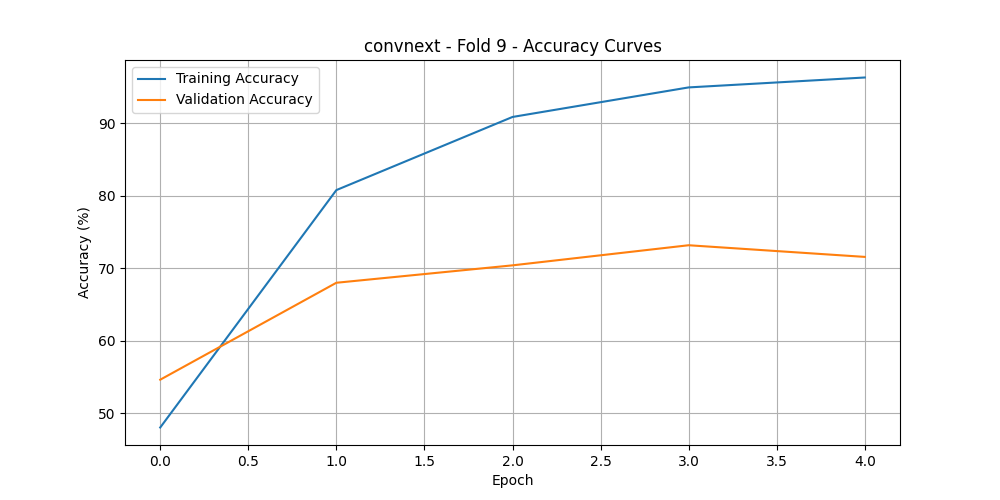 convnext - Fold 9 - Accuracy Curves
Training Accuracy
Validation Accuracy
Accuracy (%)
90
80
70
60
50
0.0 0.5 1.0 1.5 2.0 2.5 3.0 3.5 4.0
Epoch